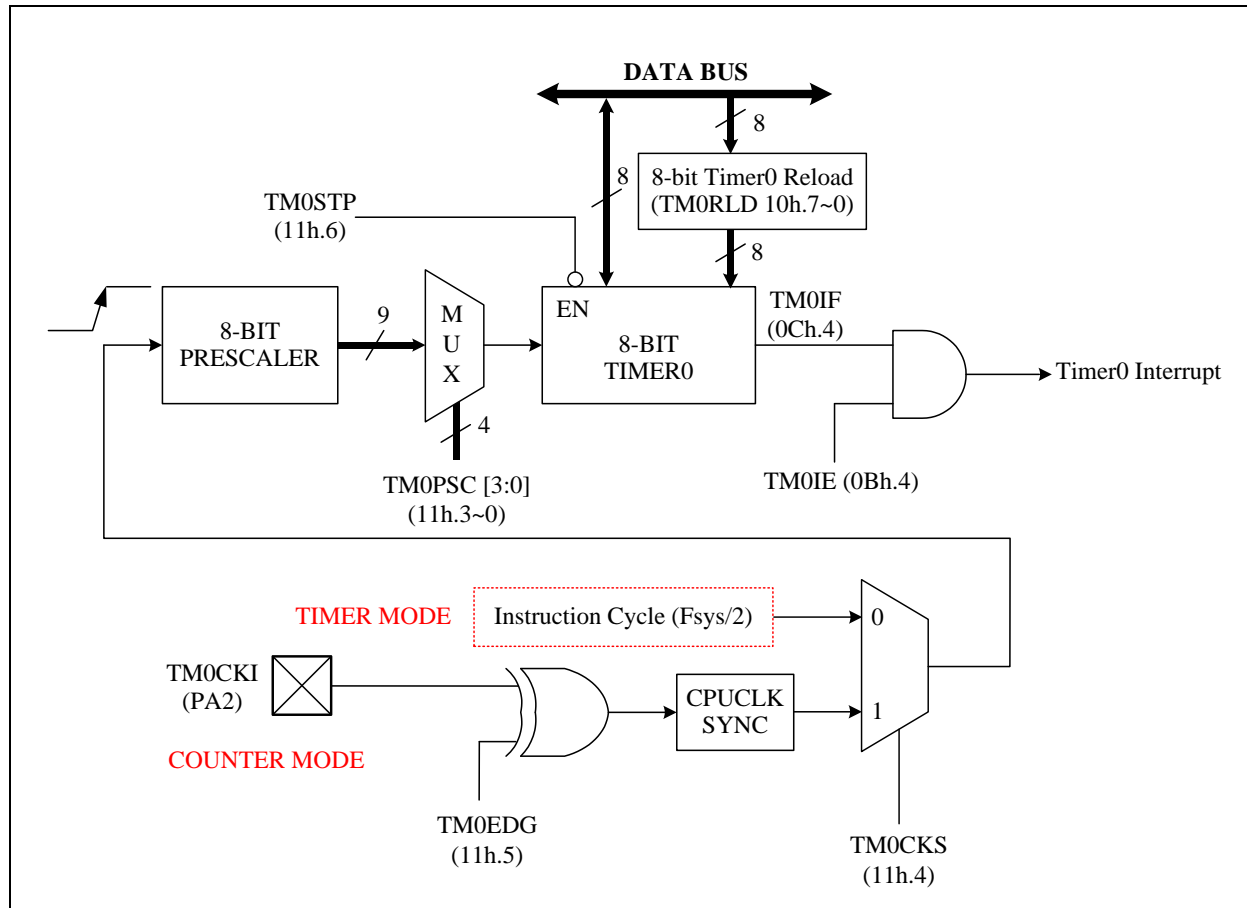 DATA BUS
8
8-bit Timer0 Reload
(TM0RLD 10h.7~0)
8
8
TM0STP
(11h.6)
8-BIT
PRESCALER
9
M
U
X
4
TM0PSC [3:0]
(11h.3~0)
EN
8-BIT
TIMER0
TM0IF
(0Ch.4)
Timer0 Interrupt
TM0IE (0Bh.4)
TIMER MODE
Instruction Cycle (Fsys/2)
0
TM0CKI
(PA2)
CPUCLK
SYNC
1
COUNTER MODE
TM0EDG
(11h.5)
TM0CKS
(11h.4)